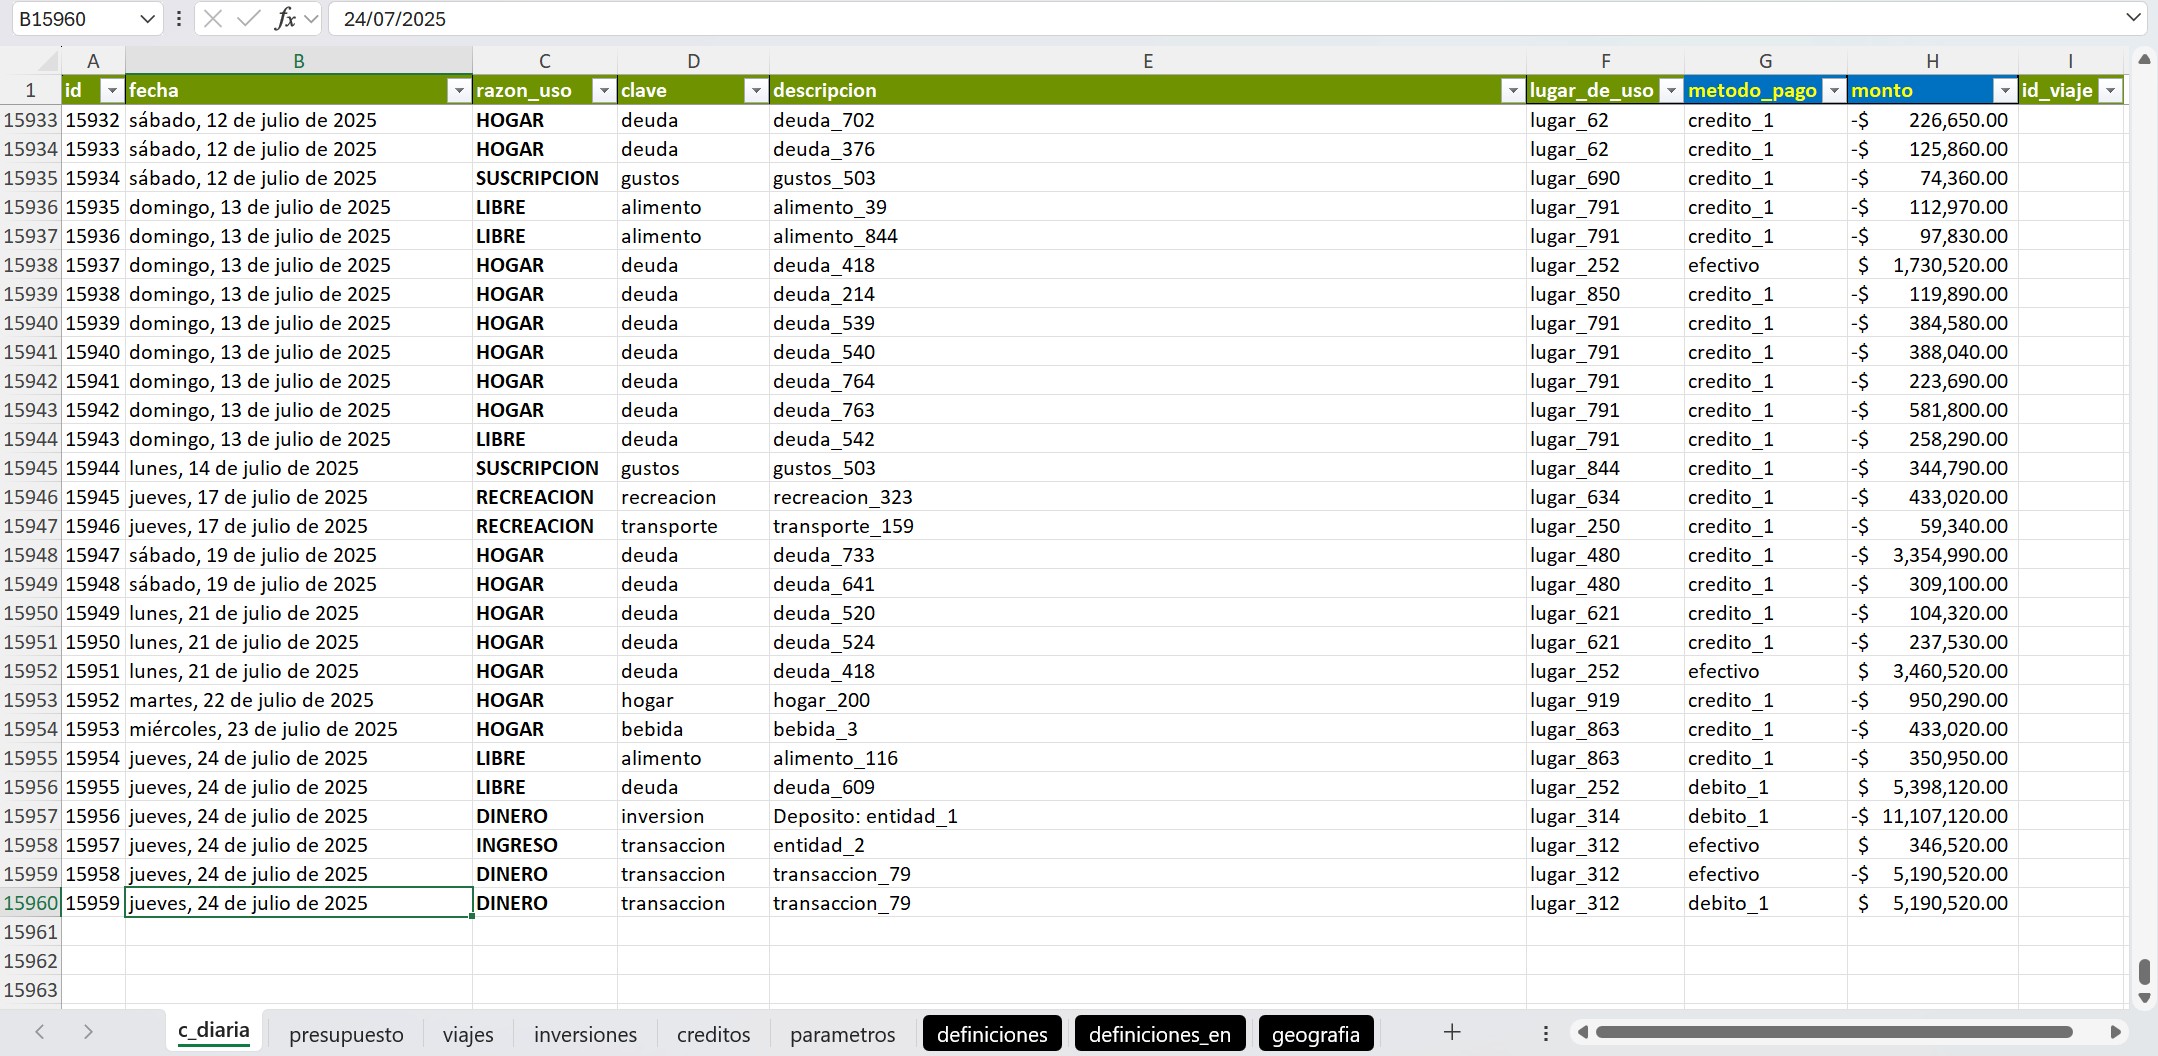 B15960 fx 24/07/2025
A B C D E F G H I
1 id fecha razon_uso clave descripcion lugar_de_uso metodo_pago monto id_viaje
15933 15932 sábado, 12 de julio de 2025 HOGAR deuda deuda_702 lugar_62 credito_1 -$ 226,650.00
15934 15933 sábado, 12 de julio de 2025 HOGAR deuda deuda_376 lugar_62 credito_1 -$ 125,860.00
15935 15934 sábado, 12 de julio de 2025 SUSCRIPCION gustos gustos_503 lugar_690 credito_1 -$ 74,360.00
15936 15935 domingo, 13 de julio de 2025 LIBRE alimento alimento_39 lugar_791 credito_1 -$ 112,970.00
15937 15936 domingo, 13 de julio de 2025 LIBRE alimento alimento_844 lugar_791 credito_1 -$ 97,830.00
15938 15937 domingo, 13 de julio de 2025 HOGAR deuda deuda_418 lugar_252 efectivo $ 1,730,520.00
15939 15938 domingo, 13 de julio de 2025 HOGAR deuda deuda_214 lugar_850 credito_1 -$ 119,890.00
15940 15939 domingo, 13 de julio de 2025 HOGAR deuda deuda_539 lugar_791 credito_1 -$ 384,580.00
15941 15940 domingo, 13 de julio de 2025 HOGAR deuda deuda_540 lugar_791 credito_1 -$ 388,040.00
15942 15941 domingo, 13 de julio de 2025 HOGAR deuda deuda_764 lugar_791 credito_1 -$ 223,690.00
15943 15942 domingo, 13 de julio de 2025 HOGAR deuda deuda_763 lugar_791 credito_1 -$ 581,800.00
15944 15943 domingo, 13 de julio de 2025 LIBRE deuda deuda_542 lugar_791 credito_1 -$ 258,290.00
15945 15944 lunes, 14 de julio de 2025 SUSCRIPCION gustos gustos_503 lugar_844 credito_1 -$ 344,790.00
15946 15945 jueves, 17 de julio de 2025 RECREACION recreacion recreacion_323 lugar_634 credito_1 -$ 433,020.00
15947 15946 jueves, 17 de julio de 2025 RECREACION transporte transporte_159 lugar_250 credito_1 -$ 59,340.00
15948 15947 sábado, 19 de julio de 2025 HOGAR deuda deuda_733 lugar_480 credito_1 -$ 3,354,990.00
15949 15948 sábado, 19 de julio de 2025 HOGAR deuda deuda_641 lugar_480 credito_1 -$ 309,100.00
15950 15949 lunes, 21 de julio de 2025 HOGAR deuda deuda_520 lugar_621 credito_1 -$ 104,320.00
15951 15950 lunes, 21 de julio de 2025 HOGAR deuda deuda_524 lugar_621 credito_1 -$ 237,530.00
15952 15951 lunes, 21 de julio de 2025 HOGAR deuda deuda_418 lugar_252 efectivo $ 3,460,520.00
15953 15952 martes, 22 de julio de 2025 HOGAR hogar hogar_200 lugar_919 credito_1 -$ 950,290.00
15954 15953 miércoles, 23 de julio de 2025 HOGAR bebida bebida_3 lugar_863 credito_1 -$ 433,020.00
15955 15954 jueves, 24 de julio de 2025 LIBRE alimento alimento_116 lugar_863 credito_1 -$ 350,950.00
15956 15955 jueves, 24 de julio de 2025 LIBRE deuda deuda_609 lugar_252 debito_1 $ 5,398,120.00
15957 15956 jueves, 24 de julio de 2025 DINERO inversion Deposito: entidad_1 lugar_314 debito_1 -$ 11,107,120.00
15958 15957 jueves, 24 de julio de 2025 INGRESO transaccion entidad_2 lugar_312 efectivo $ 346,520.00
15959 15958 jueves, 24 de julio de 2025 DINERO transaccion transaccion_79 lugar_312 efectivo -$ 5,190,520.00
15960 15959 jueves, 24 de julio de 2025 DINERO transaccion transaccion_79 lugar_312 debito_1 $ 5,190,520.00
15961
15962
15963
c_diaria presupuesto viajes inversiones creditos parametros definiciones definiciones_en geografia